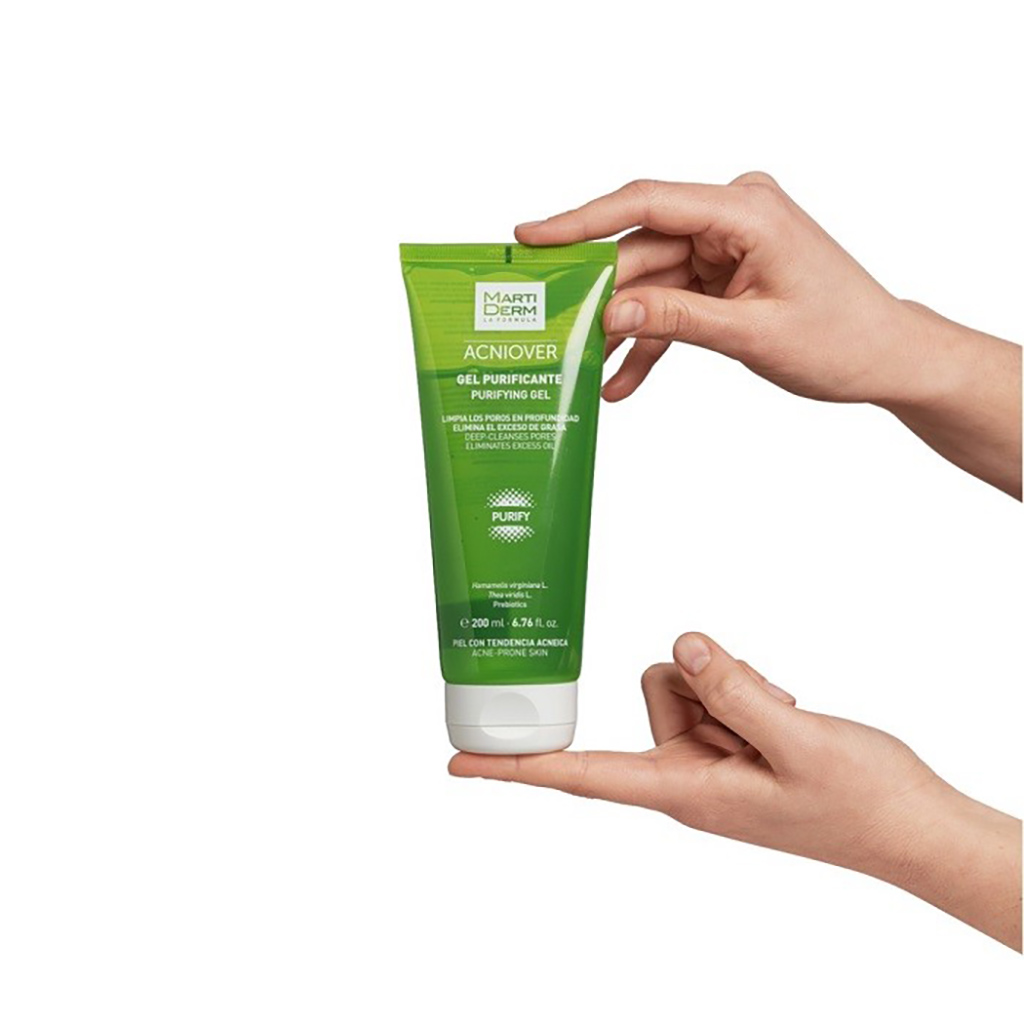 MARTI
DERM
LA FORMULA
ACNIOVER
GEL PURIFICANTE
PURIFYING GEL
LIMPIA LOS POROS EN PROFUNDIDAD
ELIMINA EL EXCESO DE GRASA
DEEP-CLEANSES PORES
ELIMINATES EXCESS OIL
PURIFY
Hamamelis virginiana L.
Thea viridis L.
Prebiotics
℮ 200 ml · 6.76 fl. oz.
PIEL CON TENDENCIA ACNEICA
ACNE-PRONE SKIN